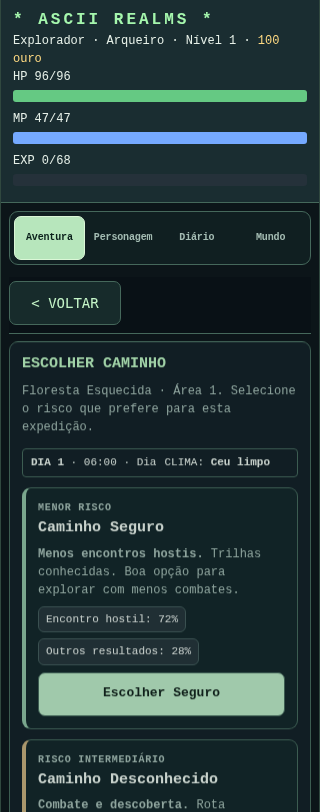 * ASCII REALMS *
Explorador · Arqueiro · Nível 1 · 100
ouro
HP 96/96
MP 47/47
EXP 0/68
Aventura Personagem Diário Mundo
< VOLTAR
ESCOLHER CAMINHO
Floresta Esquecida · Área 1. Selecione
o risco que prefere para esta
expedição.
DIA 1 · 06:00 · Dia CLIMA: Ceu limpo
MENOR RISCO
Caminho Seguro
Menos encontros hostis. Trilhas
conhecidas. Boa opção para
explorar com menos combates.
Encontro hostil: 72%
Outros resultados: 28%
Escolher Seguro
RISCO INTERMEDIÁRIO
Caminho Desconhecido
Combate e descoberta. Rota